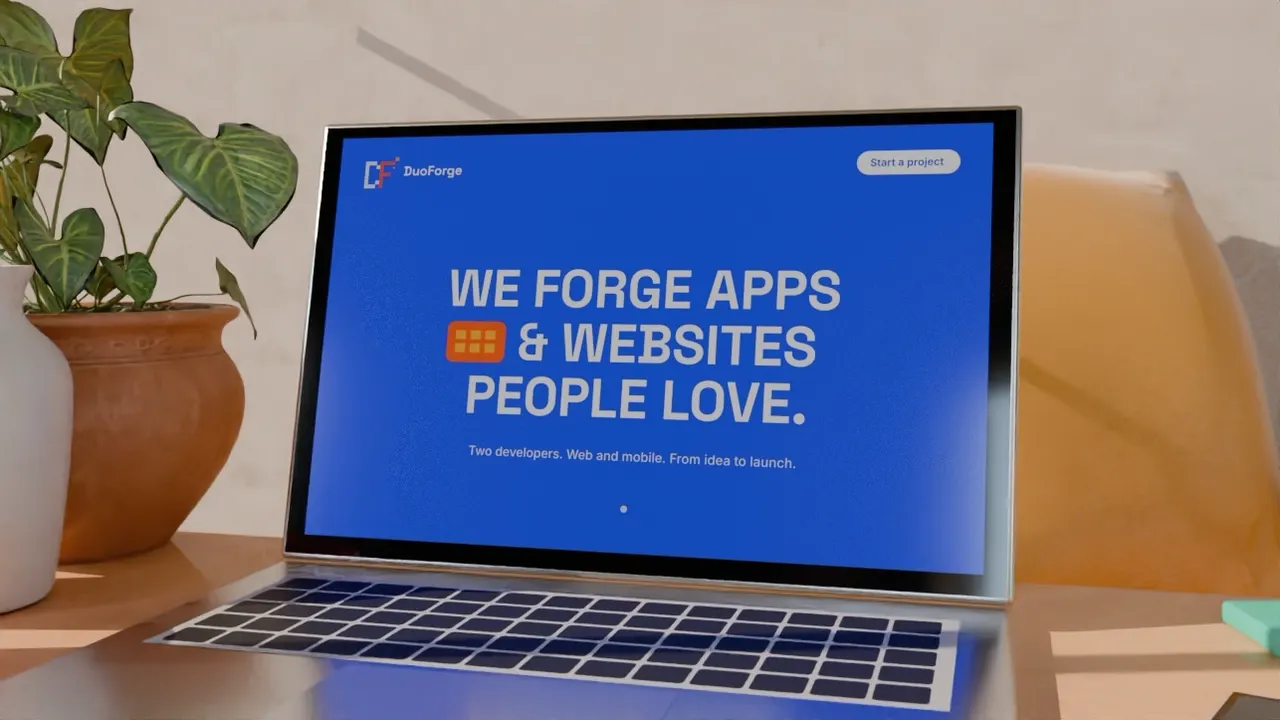 DuoForge
Start a project
WE FORGE APPS
& WEBSITES
PEOPLE LOVE.
Two developers. Web and mobile. From idea to launch.